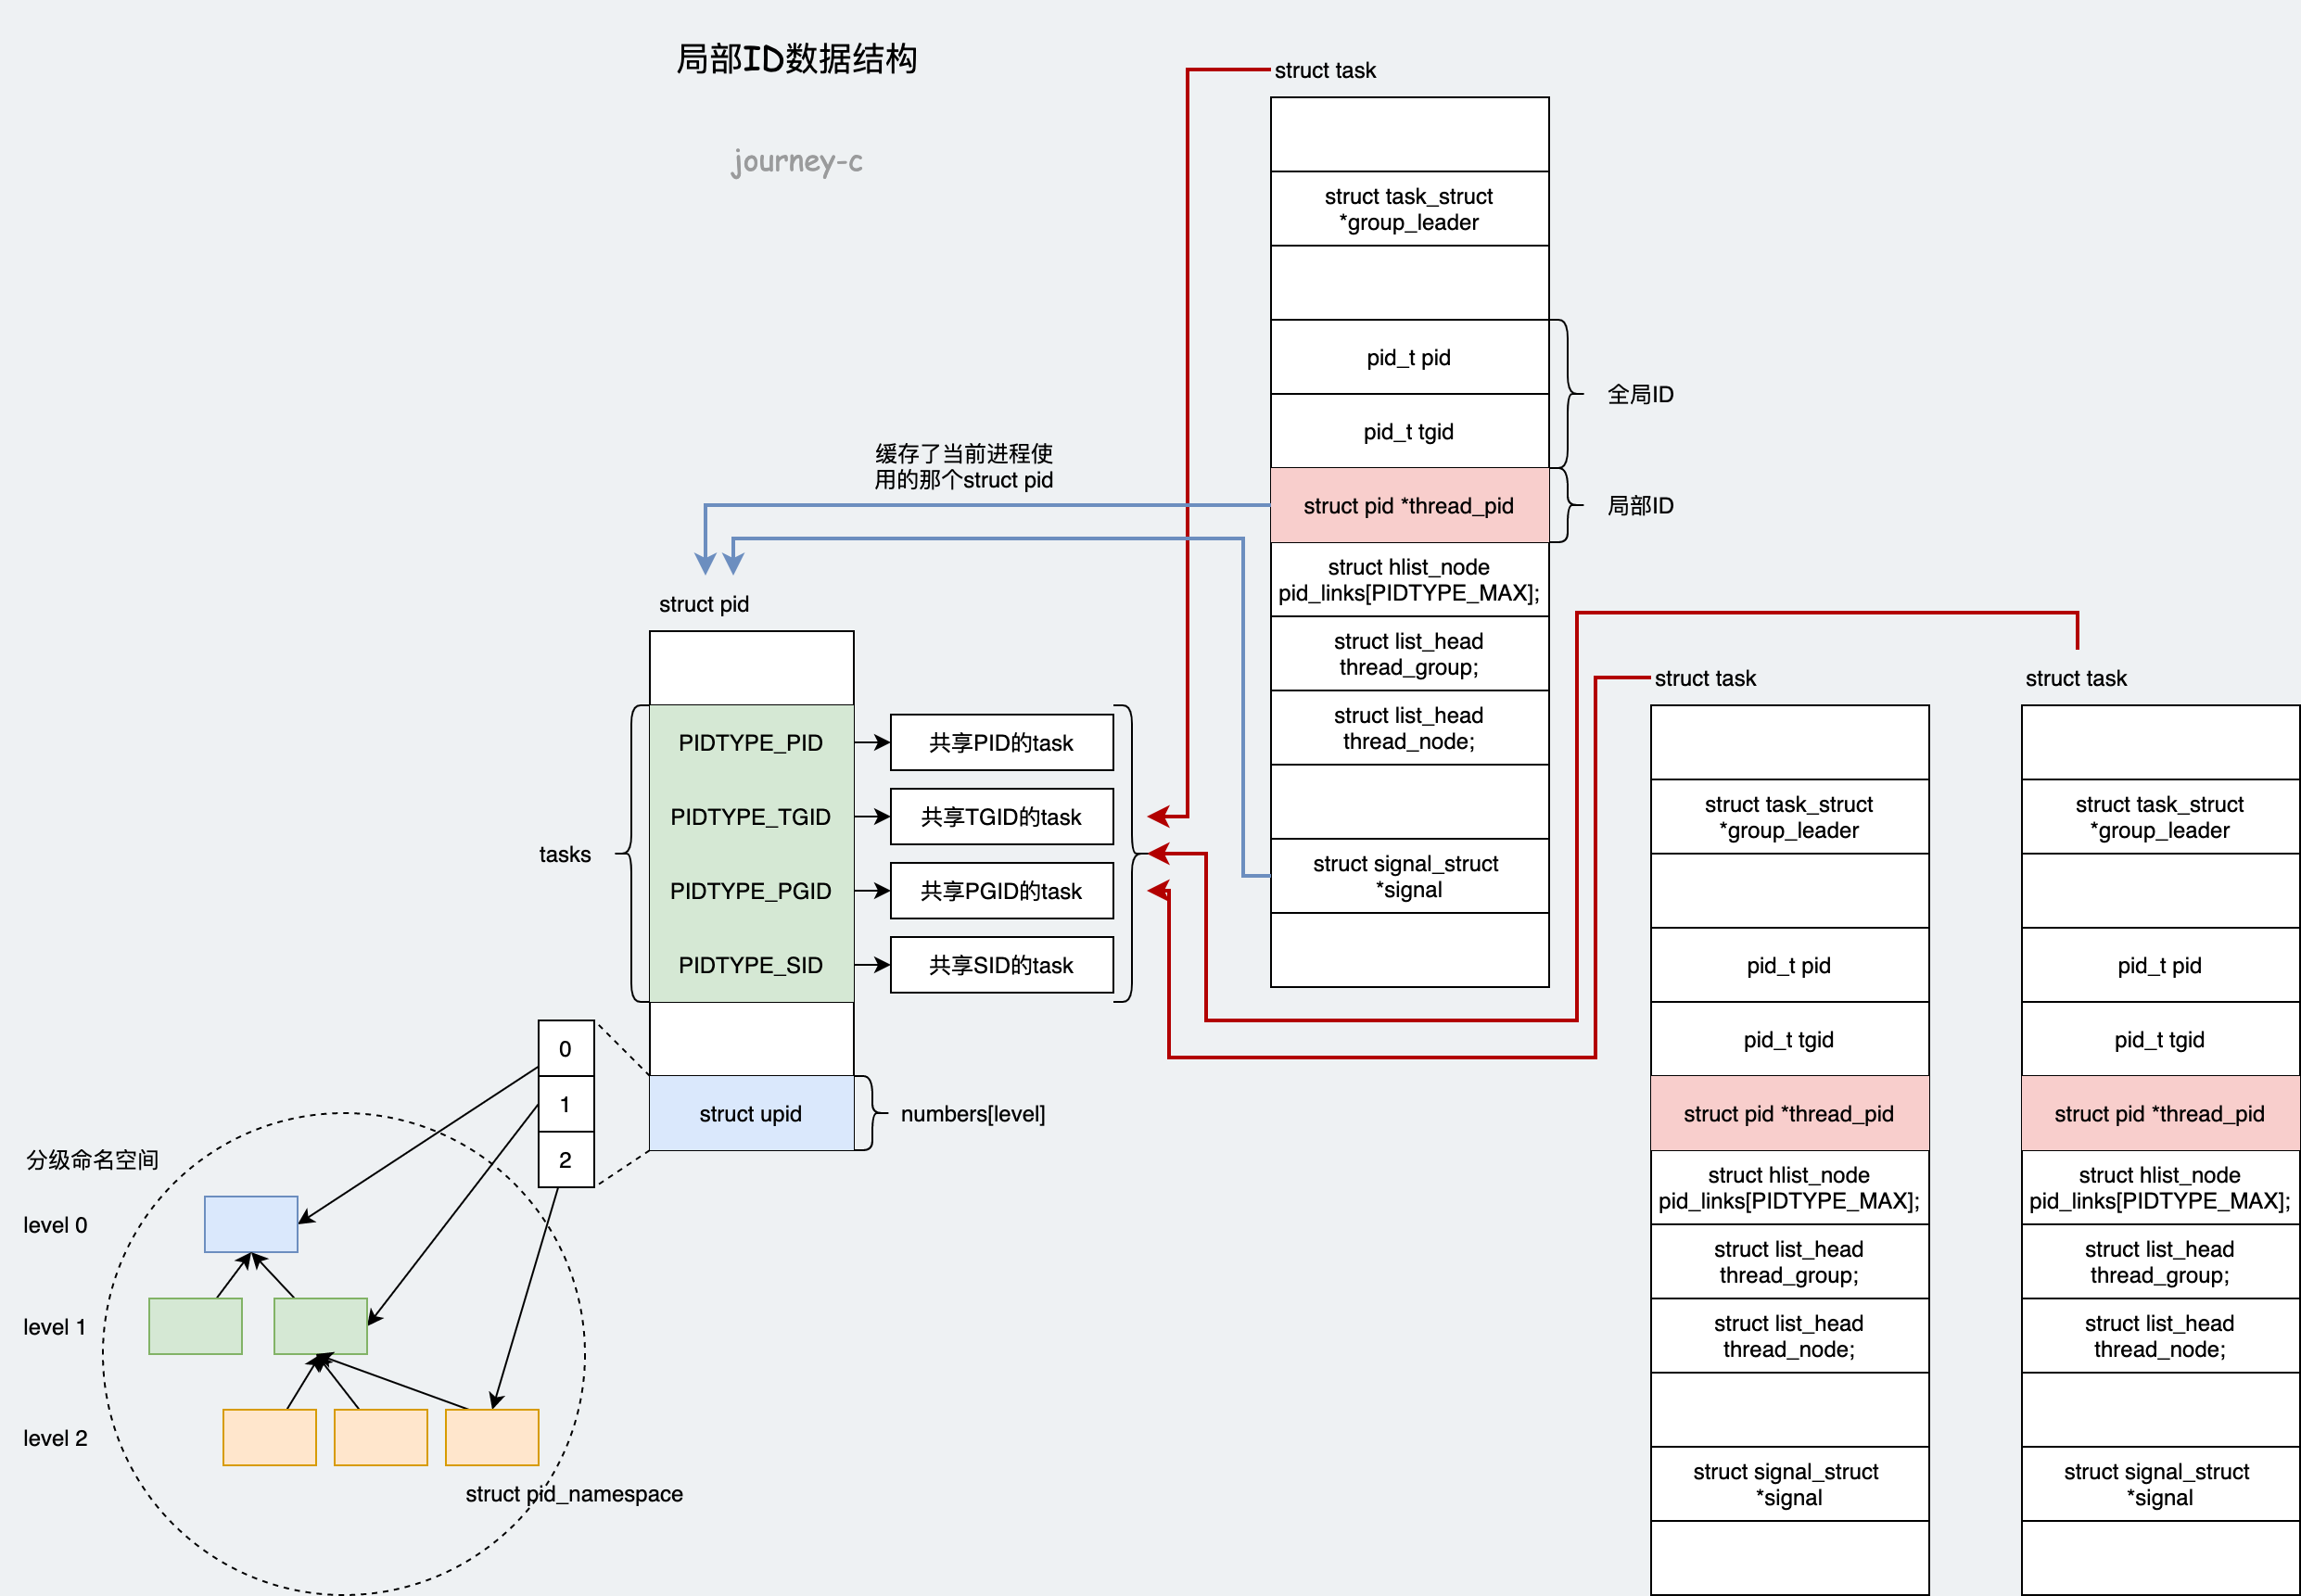 局部ID数据结构
journey-c
struct task
struct task_struct
*group_leader
pid_t pid
pid_t tgid
全局ID
struct pid *thread_pid
局部ID
struct hlist_node
pid_links[PIDTYPE_MAX];
struct list_head
thread_group;
struct list_head
thread_node;
struct signal_struct
*signal
缓存了当前进程使
用的那个struct pid
struct pid
tasks
PIDTYPE_PID
共享PID的task
PIDTYPE_TGID
共享TGID的task
PIDTYPE_PGID
共享PGID的task
PIDTYPE_SID
共享SID的task
struct upid
numbers[level]
0
1
2
分级命名空间
level 0
level 1
level 2
struct pid_namespace
struct task
struct task_struct
*group_leader
pid_t pid
pid_t tgid
struct pid *thread_pid
struct hlist_node
pid_links[PIDTYPE_MAX];
struct list_head
thread_group;
struct list_head
thread_node;
struct signal_struct
*signal
struct task
struct task_struct
*group_leader
pid_t pid
pid_t tgid
struct pid *thread_pid
struct hlist_node
pid_links[PIDTYPE_MAX];
struct list_head
thread_group;
struct list_head
thread_node;
struct signal_struct
*signal